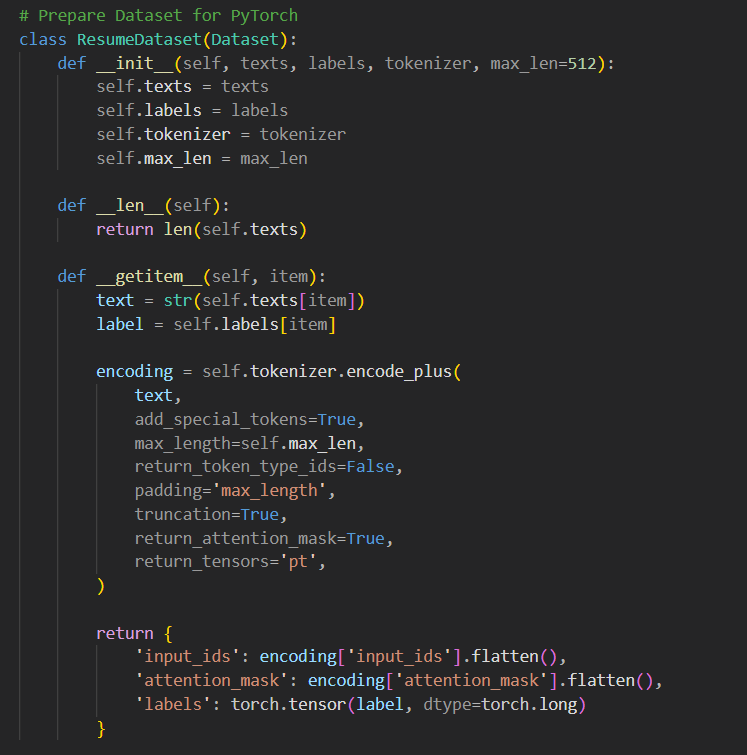 # Prepare Dataset for PyTorch
class ResumeDataset(Dataset):
    def __init__(self, texts, labels, tokenizer, max_len=512):
        self.texts = texts
        self.labels = labels
        self.tokenizer = tokenizer
        self.max_len = max_len

    def __len__(self):
        return len(self.texts)

    def __getitem__(self, item):
        text = str(self.texts[item])
        label = self.labels[item]

        encoding = self.tokenizer.encode_plus(
            text,
            add_special_tokens=True,
            max_length=self.max_len,
            return_token_type_ids=False,
            padding='max_length',
            truncation=True,
            return_attention_mask=True,
            return_tensors='pt',
        )

        return {
            'input_ids': encoding['input_ids'].flatten(),
            'attention_mask': encoding['attention_mask'].flatten(),
            'labels': torch.tensor(label, dtype=torch.long)
        }